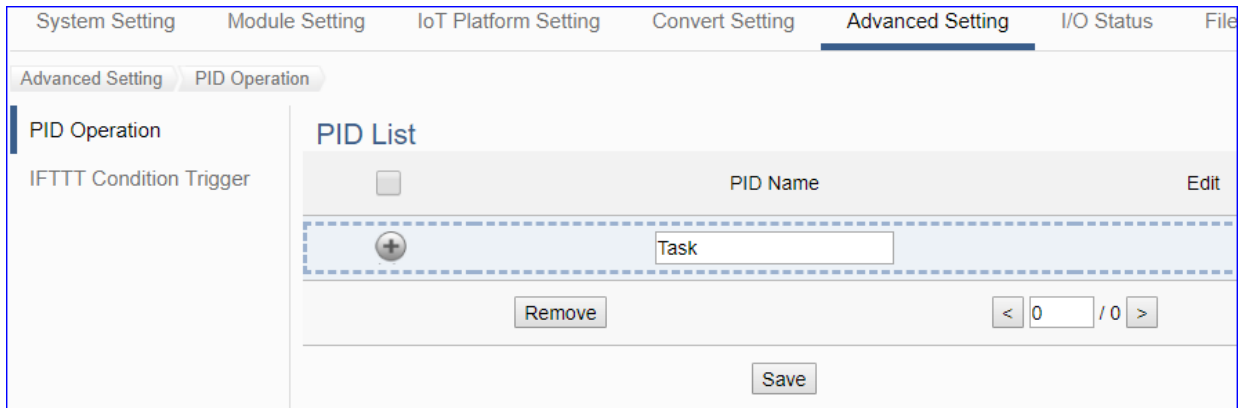 System Setting Module Setting IoT Platform Setting Convert Setting Advanced Setting I/O Status File
Advanced Setting PID Operation
PID Operation
IFTTT Condition Trigger
PID List
PID Name Edit
Task
Remove < 0 / 0 >
Save